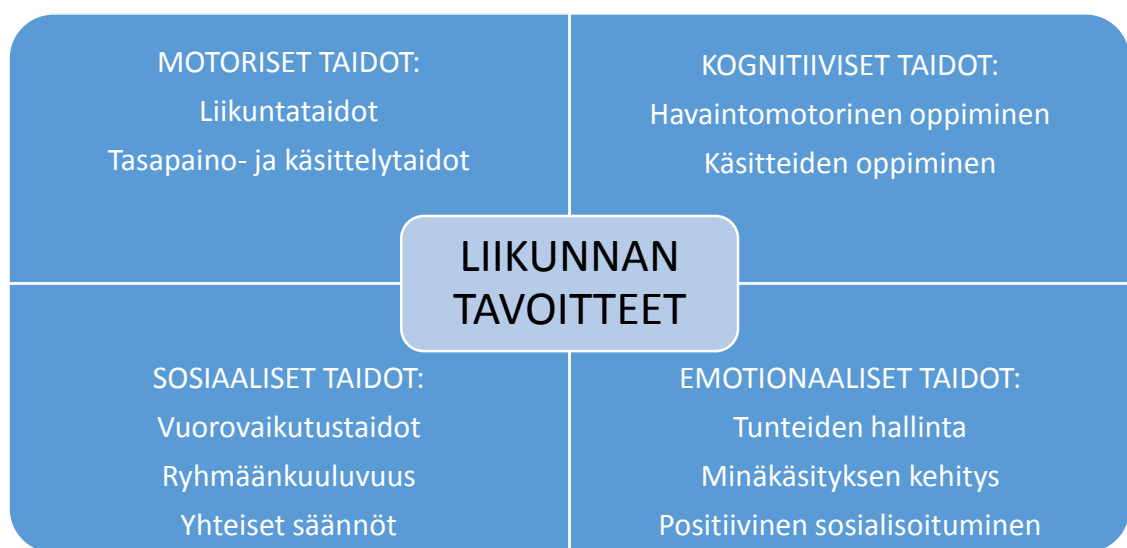 MOTORISET TAIDOT:
Liikuntataidot
Tasapaino- ja käsittelytaidot
KOGNITIIVISET TAIDOT:
Havaintomotorinen oppiminen
Käsitteiden oppiminen
LIIKUNNAN
TAVOITTEET
SOSIAALISET TAIDOT:
Vuorovaikutustaidot
Ryhmäänkuuluvuus
Yhteiset säännöt
EMOTIONAALISET TAIDOT:
Tunteiden hallinta
Minäkäsityksen kehitys
Positiivinen sosialisoituminen